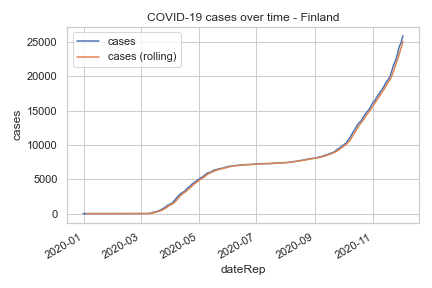 COVID-19 cases over time - Finland
cases
cases (rolling)
25000
20000
15000
10000
5000
0
cases
2020-01
2020-03
2020-05
2020-07
2020-09
2020-11
dateRep